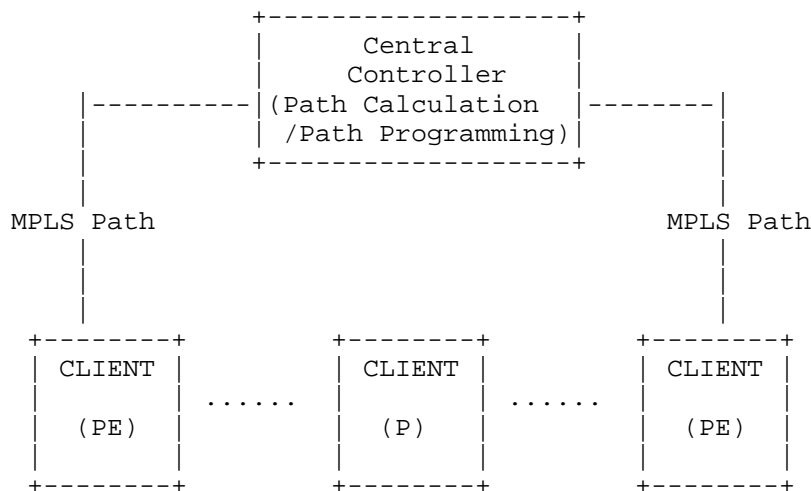 Central
Controller
(Path Calculation
/Path Programming)
MPLS Path MPLS Path
CLIENT CLIENT CLIENT
...... ......
(PE) (P) (PE)